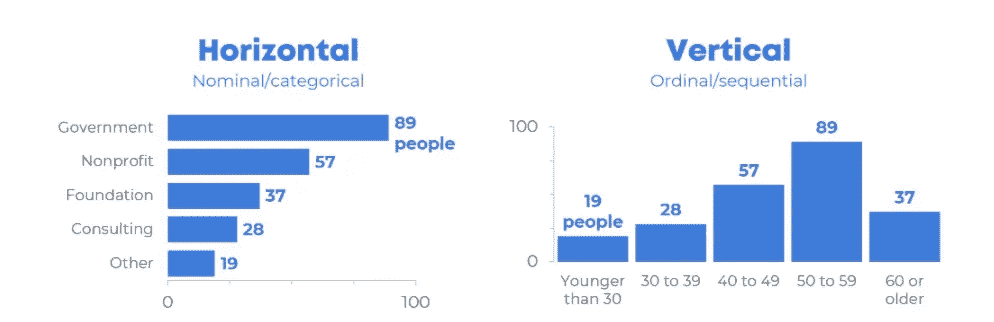 Horizontal
Nominal/categorical
Government
89
people
Nonprofit
57
Foundation
37
Consulting
28
Other
19
0
100
Vertical
Ordinal/sequential
100
0
19
people
28
57
89
37
Younger
than 30
30 to 39
40 to 49
50 to 59
60 or
older